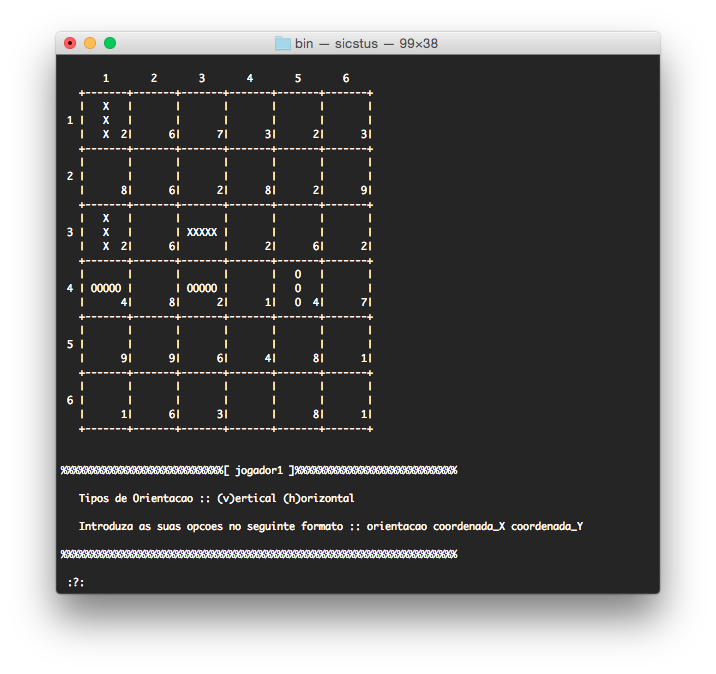 1 2 3 4 5 6
+-------+-------+-------+-------+-------+-------+
| X | | | | | |
1 | X | | | | | |
| X 2| 6| 7| 3| 2| 3|
+-------+-------+-------+-------+-------+-------+
| | | | | | |
2 | | | | | | |
| 8| 6| 2| 8| 2| 9|
+-------+-------+-------+-------+-------+-------+
| X | | | | | |
3 | X | | XXXXX | | | |
| X 2| 6| | 2| 6| 2|
+-------+-------+-------+-------+-------+-------+
| | | | | O | |
4 | OOOOO | | OOOOO | | O | |
| 4| 8| 2| 1| O 4| 7|
+-------+-------+-------+-------+-------+-------+
| | | | | | |
5 | | | | | | |
| 9| 9| 6| 4| 8| 1|
+-------+-------+-------+-------+-------+-------+
| | | | | | |
6 | | | | | | |
| 1| 6| 3| | 8| 1|
+-------+-------+-------+-------+-------+-------+
bin — sicstus — 99×38
%%%%%%%%%%%%%%%%%%%%%%%%%%%[ jogador1 ]%%%%%%%%%%%%%%%%%%%%%%%%%%%
Tipos de Orientacao :: (v)ertical (h)orizontal
Introduza as suas opcoes no seguinte formato :: orientacao coordenada_X coordenada_Y
%%%%%%%%%%%%%%%%%%%%%%%%%%%%%%%%%%%%%%%%%%%%%%%%%%%%%%%%%%%%%%%%%%
:?: